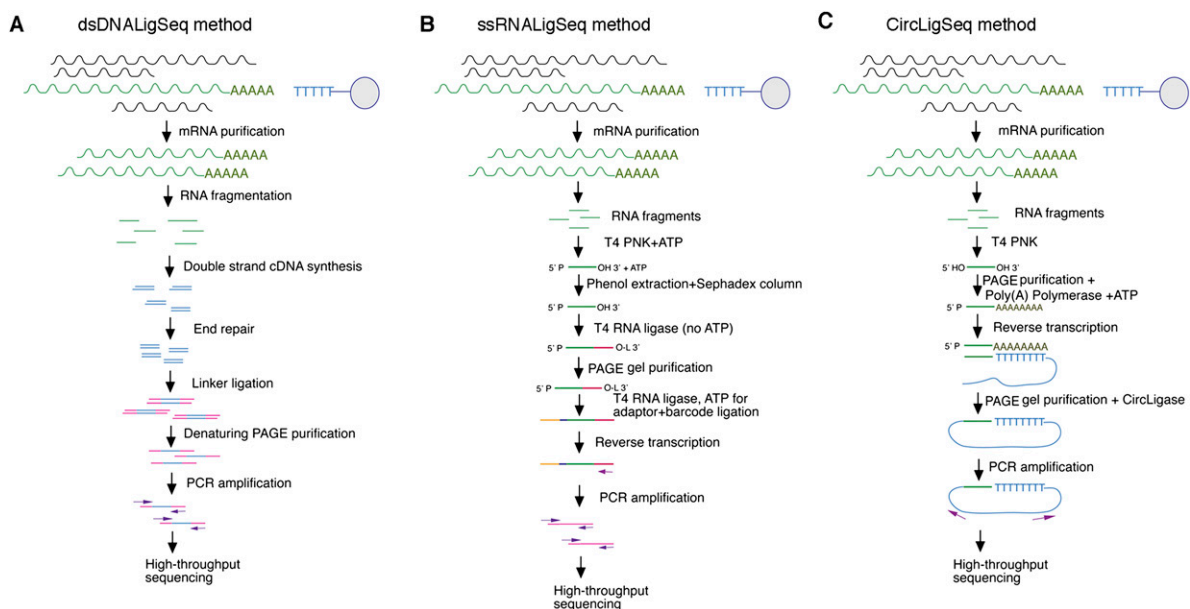 A
dsDNALigSeq method
AAAAA
TTTTT
mRNA purification
AAAAA
AAAAA
RNA fragmentation
Double strand cDNA synthesis
End repair
Linker ligation
Denaturing PAGE purification
PCR amplification
High-throughput
sequencing
B
ssRNALigSeq method
AAAAA
TTTTT
mRNA purification
AAAAA
AAAAA
RNA fragments
T4 PNK+ATP
5' P
OH 3' + ATP
Phenol extraction+Sephadex column
5' P
OH 3'
T4 RNA ligase (no ATP)
5' P
O-L 3'
PAGE gel purification
5' P
O-L 3'
T4 RNA ligase, ATP for
adaptor+barcode ligation
Reverse transcription
PCR amplification
High-throughput
sequencing
C
CircLigSeq method
AAAAA
TTTTT
mRNA purification
AAAAA
AAAAA
RNA fragments
T4 PNK
5' HO
OH 3'
PAGE purification +
Poly(A) Polymerase +ATP
5' P
AAAAAAAA
Reverse transcription
5' P
AAAAAAAA
TTTTTTTT
PAGE gel purification + CircLigase
TTTTTTTT
PCR amplification
TTTTTTTT
High-throughput
sequencing